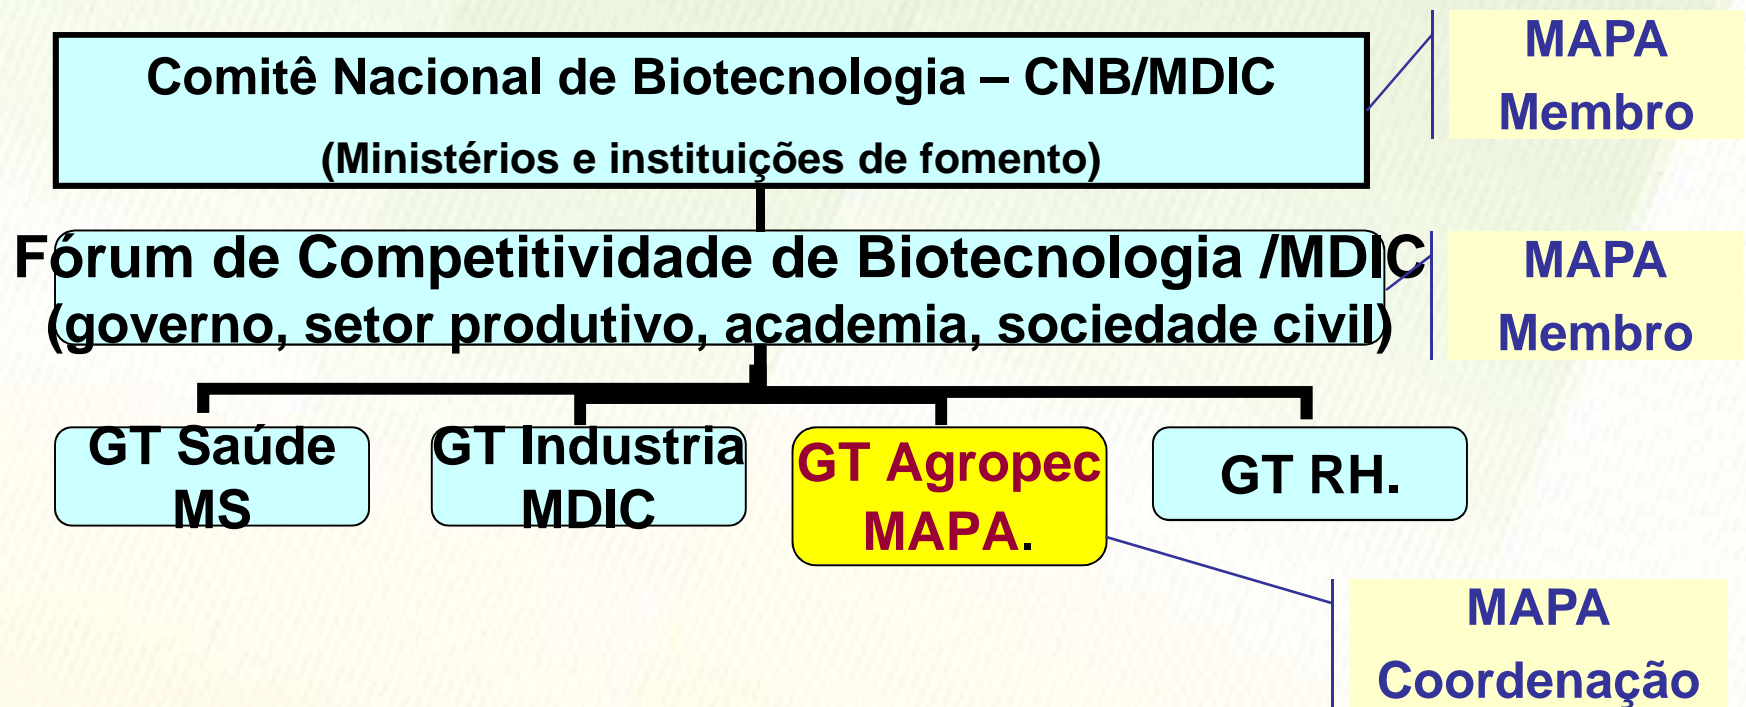 Comitê Nacional de Biotecnologia – CNB/MDIC
(Ministérios e instituições de fomento)
MAPA
Membro
Fórum de Competitividade de Biotecnologia /MDIC
(governo, setor produtivo, academia, sociedade civil)
MAPA
Membro
GT Saúde
MS
GT Industria
MDIC
GT Agropec
MAPA.
GT RH.
MAPA
Coordenação